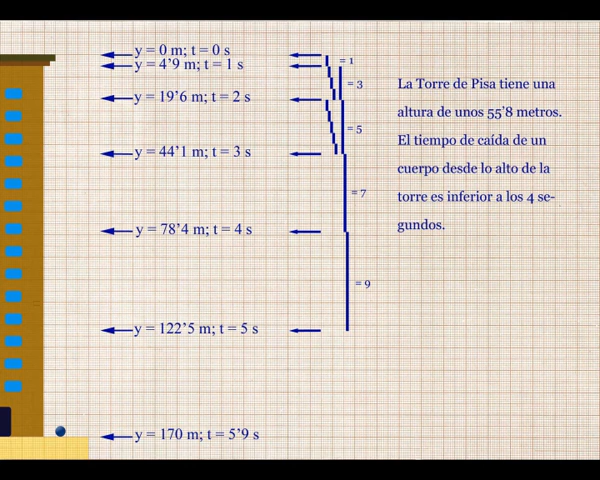 y = 0 m; t = 0 s
y = 4'9 m; t = 1 s
y = 19'6 m; t = 2 s
y = 44'1 m; t = 3 s
y = 78'4 m; t = 4 s
y = 122'5 m; t = 5 s
y = 170 m; t = 5'9 s
= 1
= 3
= 5
= 7
= 9
La Torre de Pisa tiene una
altura de unos 55'8 metros.
El tiempo de caída de un
cuerpo desde lo alto de la
torre es inferior a los 4 se-
gundos.